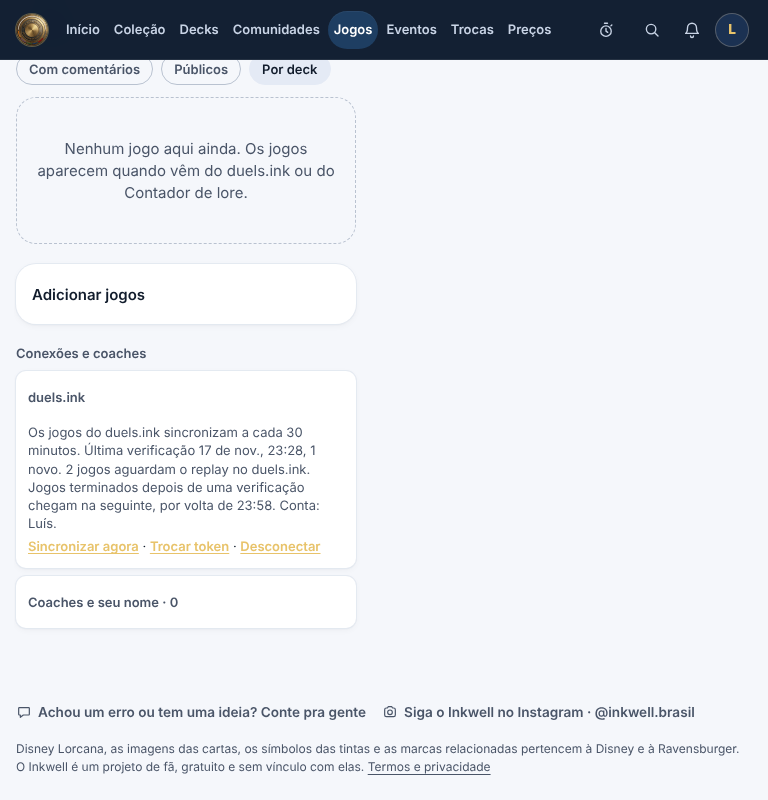 Início Coleção Decks Comunidades Jogos Eventos Trocas Preços L
Com comentários Públicos Por deck
Nenhum jogo aqui ainda. Os jogos
aparecem quando vêm do duels.ink ou do
Contador de lore.
Adicionar jogos
Conexões e coaches
duels.ink
Os jogos do duels.ink sincronizam a cada 30
minutos. Última verificação 17 de nov., 23:28, 1
novo. 2 jogos aguardam o replay no duels.ink.
Jogos terminados depois de uma verificação
chegam na seguinte, por volta de 23:58. Conta:
Luís.
Sincronizar agora · Trocar token · Desconectar
Coaches e seu nome · 0
Achou um erro ou tem uma ideia? Conte pra gente Siga o Inkwell no Instagram · @inkwell.brasil
Disney Lorcana, as imagens das cartas, os símbolos das tintas e as marcas relacionadas pertencem à Disney e à Ravensburger.
O Inkwell é um projeto de fã, gratuito e sem vínculo com elas. Termos e privacidade